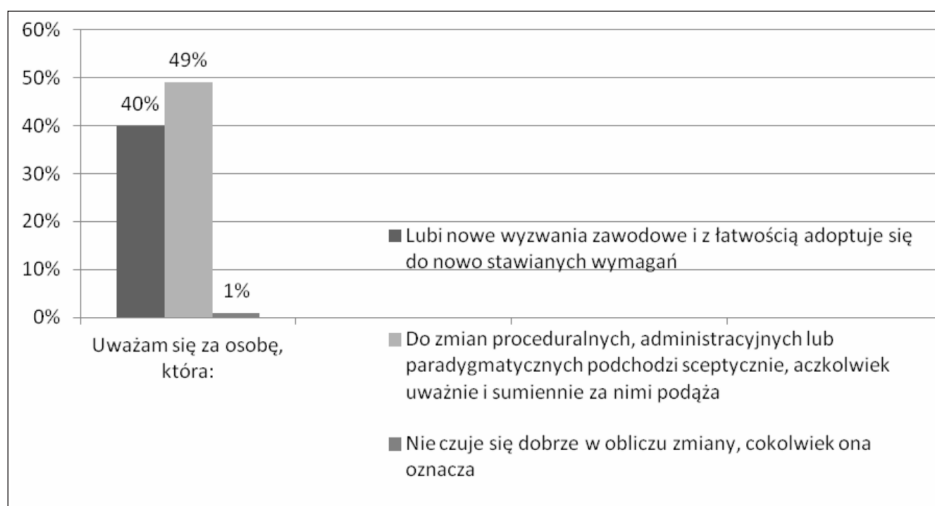 60%
50%
40%
30%
20%
10%
0%
40%
49%
1%
Uważam się za osobę,
która:
Lubi nowe wyzwania zawodowe i z łatwością adoptuje się
do nowo stawianych wymagań
Do zmian proceduralnych, administracyjnych lub
paradygmatycznych podchodzi sceptycznie, aczkolwiek
uważnie i sumiennie za nimi podąża
Nie czuje się dobrze w obliczu zmiany, cokolwiek ona
oznacza